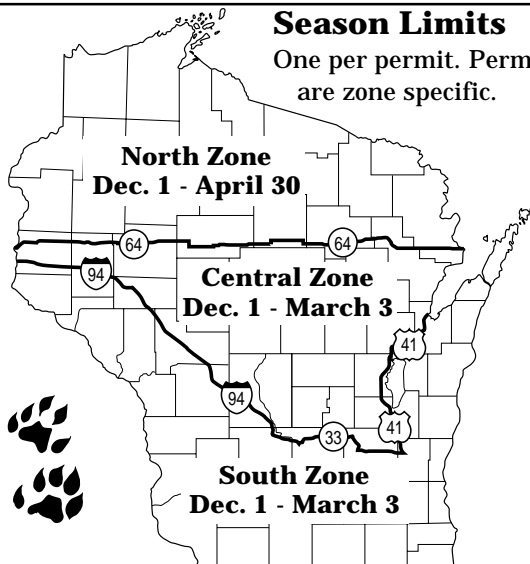 Season Limits
One per permit. Perm
are zone specific.
North Zone
Dec. 1 - April 30
64
64
94
Central Zone
Dec. 1 - March 3
41
94
33
41
South Zone
Dec. 1 - March 3